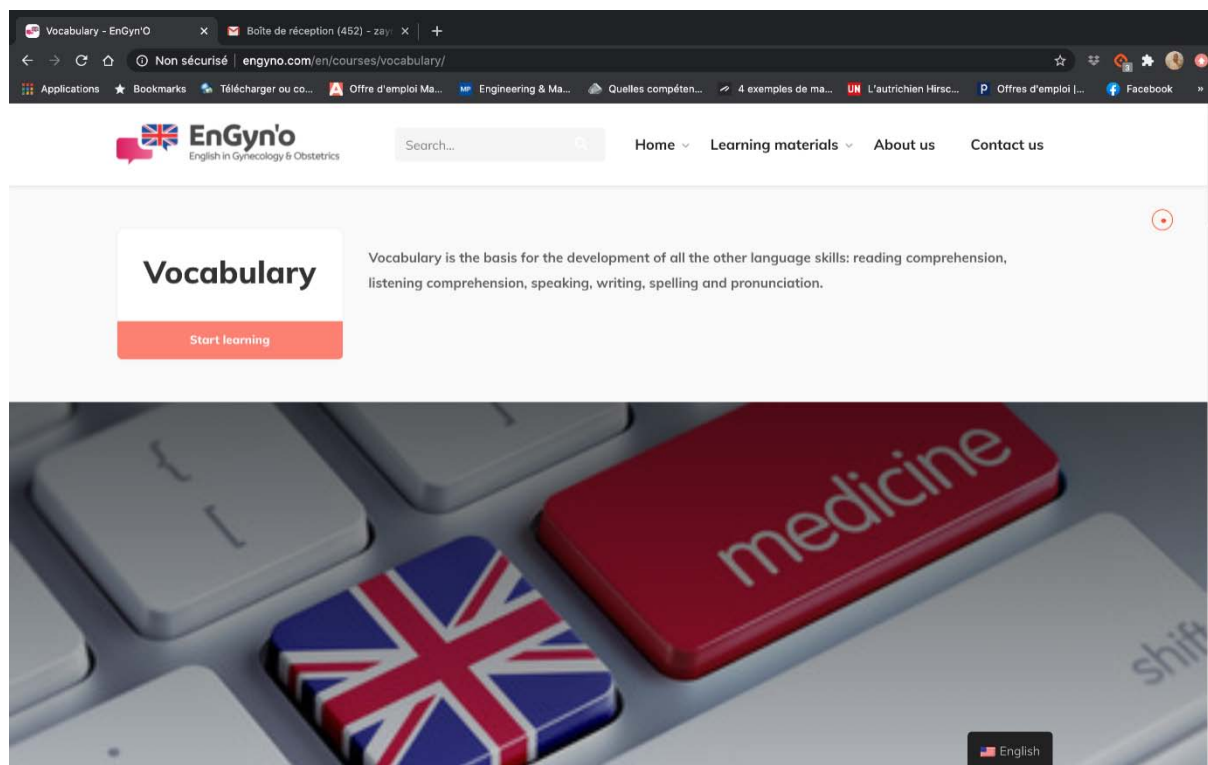 Vocabulary - EnGyn'O
Boîte de réception (452) - zay
Non sécurisé | engyno.com/en/courses/vocabulary/
Applications Bookmarks Télécharger ou co... Offre d'emploi Ma... MP Engineering & Ma... Quelles compéten... 4 exemples de ma... UN L'autrichien Hirsc... P Offres d'emploi |... Facebook »
EnGyn'o
English in Gynecology & Obstetrics
Search...
Home Learning materials About us Contact us
Vocabulary
Start learning
Vocabulary is the basis for the development of all the other language skills: reading comprehension,
listening comprehension, speaking, writing, spelling and pronunciation.
{
[
medicine
shift
English